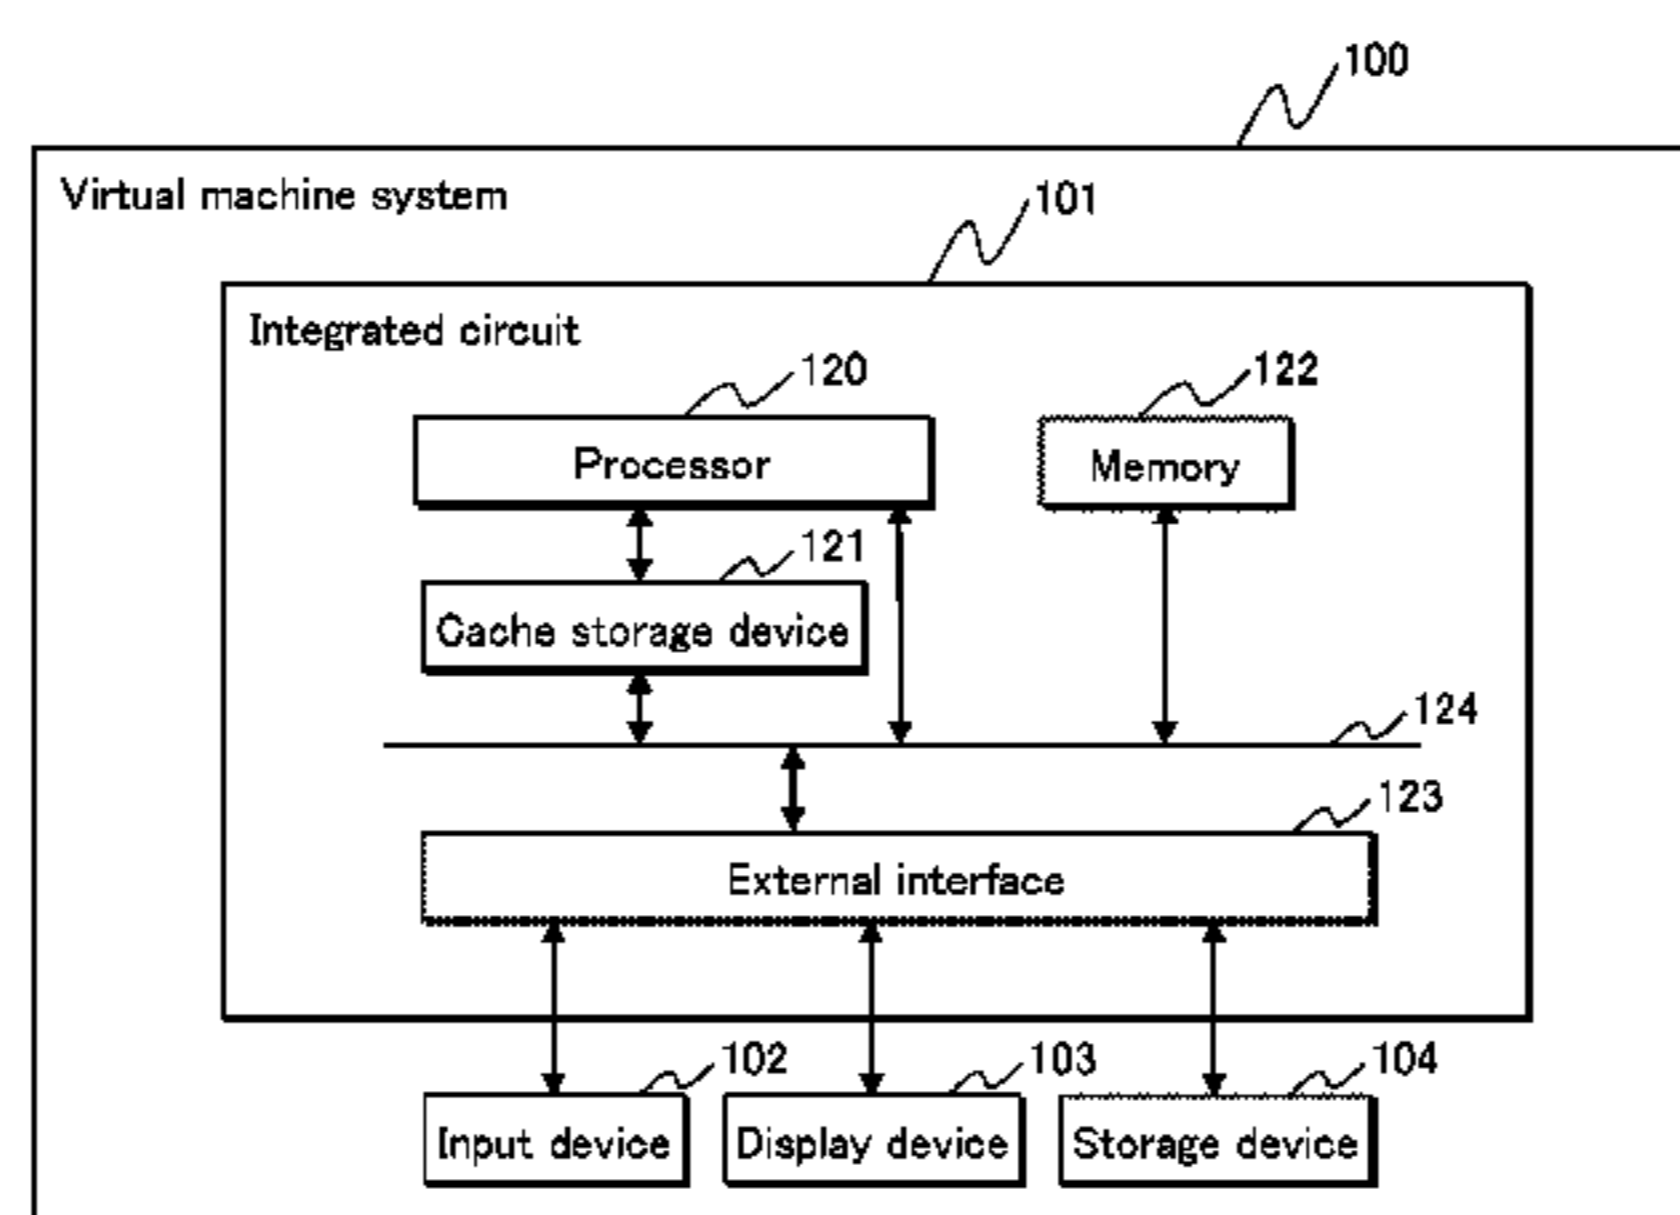 100
Virtual machine system
101
Integrated circuit
120
122
Processor
Memory
121
Cache storage device
124
123
External interface
102
103
104
Input device
Display device
Storage device